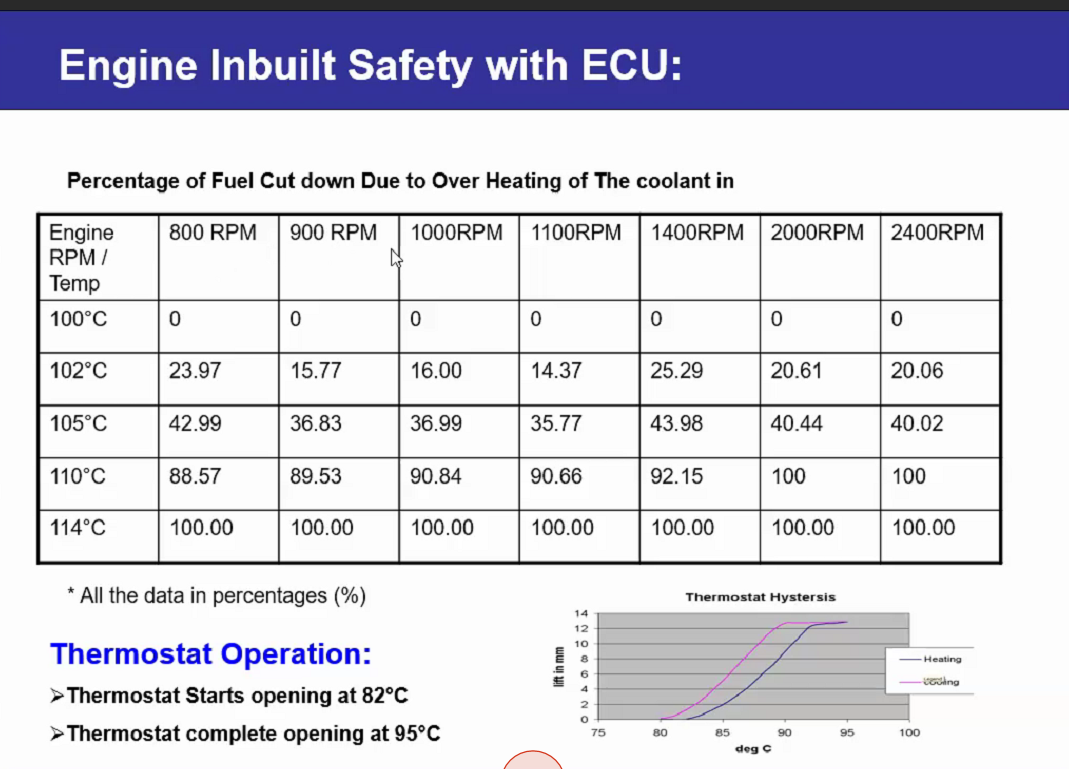 Engine Inbuilt Safety with ECU:
Percentage of Fuel Cut down Due to Over Heating of The coolant in
Engine RPM / Temp 800 RPM 900 RPM 1000RPM 1100RPM 1400RPM 2000RPM 2400RPM
100°C 0 0 0 0 0 0 0
102°C 23.97 15.77 16.00 14.37 25.29 20.61 20.06
105°C 42.99 36.83 36.99 35.77 43.98 40.44 40.02
110°C 88.57 89.53 90.84 90.66 92.15 100 100
114°C 100.00 100.00 100.00 100.00 100.00 100.00 100.00
* All the data in percentages (%)
Thermostat Operation:
➢Thermostat Starts opening at 82°C
➢Thermostat complete opening at 95°C
Thermostat Hystersis
lift in mm
14
12
10
8
6
4
2
0
75 80 85 90 95 100
deg C
Heating